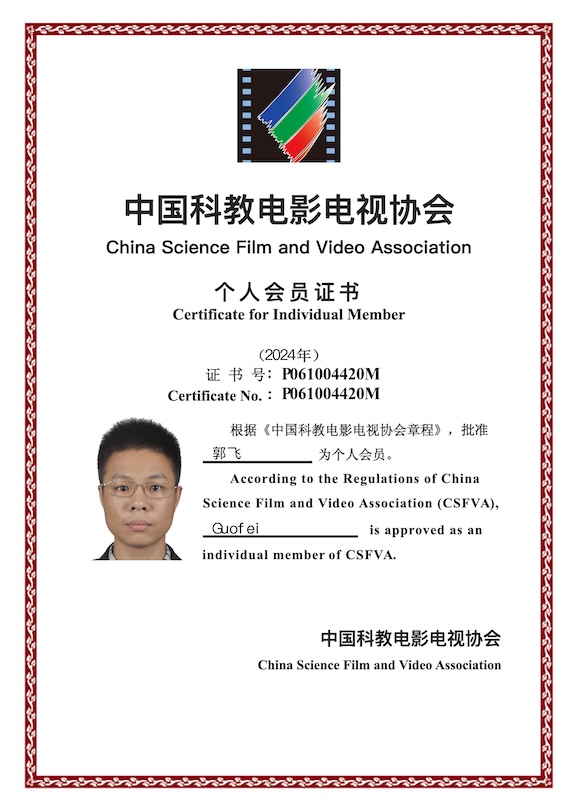 中国科教电影电视协会
China Science Film and Video Association
个人会员证书
Certificate for Individual Member
（2024年）
证 书 号：P061004420M
Certificate No.：P061004420M
根据《中国科教电影电视协会章程》，批准
郭飞 为个人会员。
According to the Regulations of China
Science Film and Video Association (CSFVA),
Guofei is approved as an
individual member of CSFVA.
中国科教电影电视协会
China Science Film and Video Association